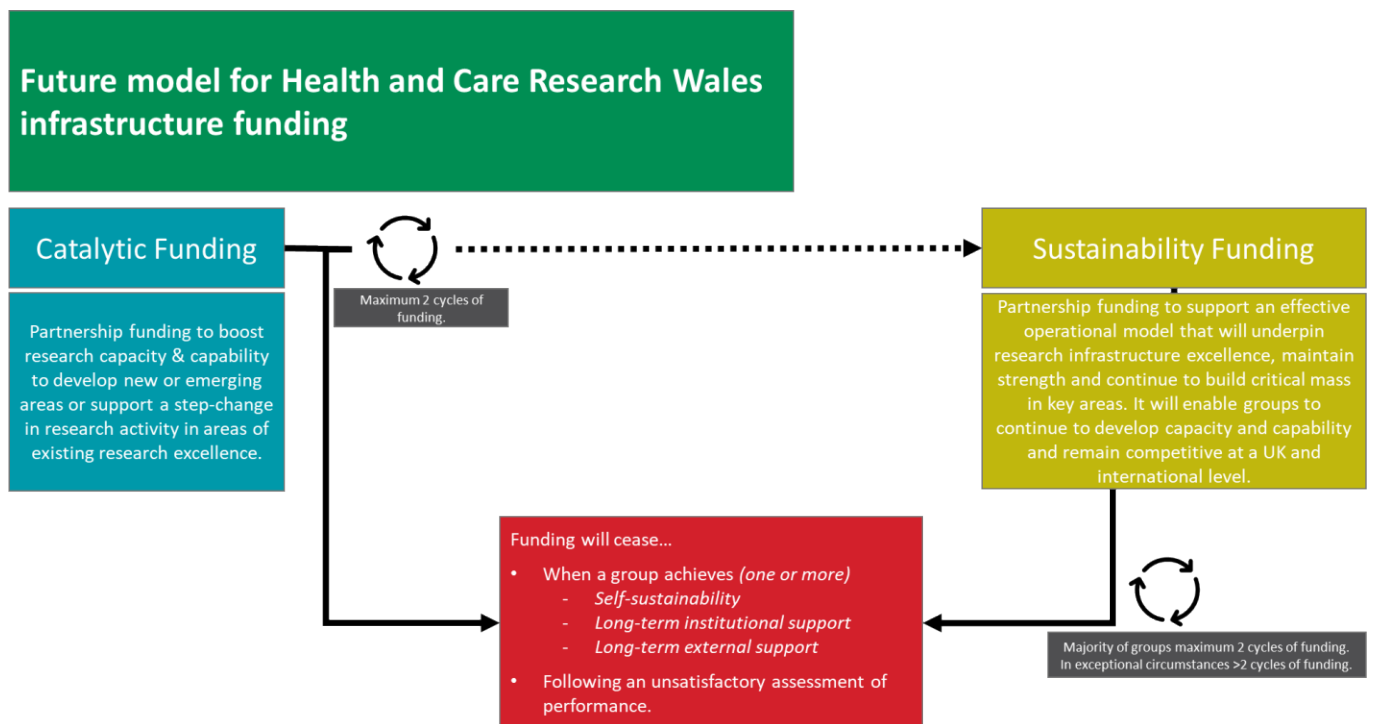 Future model for Health and Care Research Wales
infrastructure funding
Catalytic Funding
Partnership funding to boost
research capacity & capability
to develop new or emerging
areas or support a step-change
in research activity in areas of
existing research excellence.
Maximum 2 cycles of
funding.
Sustainability Funding
Partnership funding to support an effective
operational model that will underpin
research infrastructure excellence, maintain
strength and continue to build critical mass
in key areas. It will enable groups to
continue to develop capacity and capability
and remain competitive at a UK and
international level.
Funding will cease…
• When a group achieves (one or more)
- Self-sustainability
- Long-term institutional support
- Long-term external support
• Following an unsatisfactory assessment of
performance.
Majority of groups maximum 2 cycles of funding.
In exceptional circumstances >2 cycles of funding.